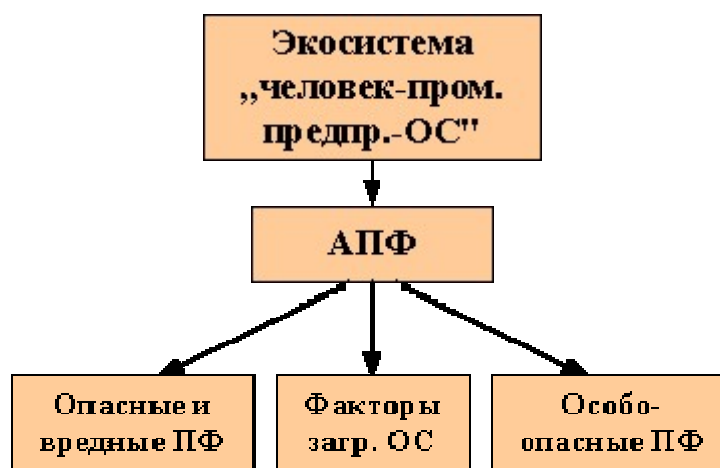 Экосистема
„человек-пром.
предпр.-ОС"
АПФ
Опасные и
вредные ПФ
Факторы
загр. ОС
Особо-
опасные ПФ